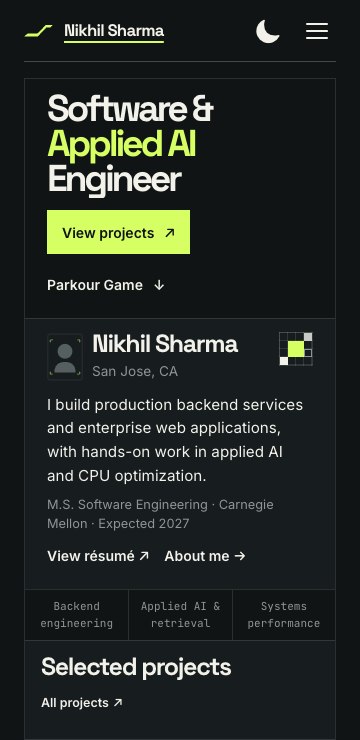 Nikhil Sharma
Software &
Applied AI
Engineer
View projects ↗
Parkour Game ↓
Nikhil Sharma
San Jose, CA
I build production backend services
and enterprise web applications,
with hands-on work in applied AI
and CPU optimization.
M.S. Software Engineering · Carnegie
Mellon · Expected 2027
View résumé ↗ About me →
Backend
engineering
Applied AI &
retrieval
Systems
performance
Selected projects
All projects ↗